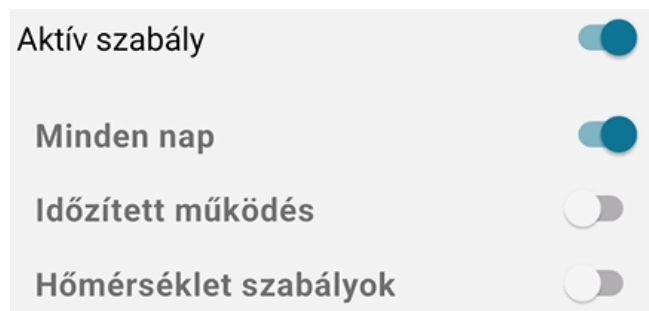 Aktív szabály
Minden nap
Időzített működés
Hőmérséklet szabályok